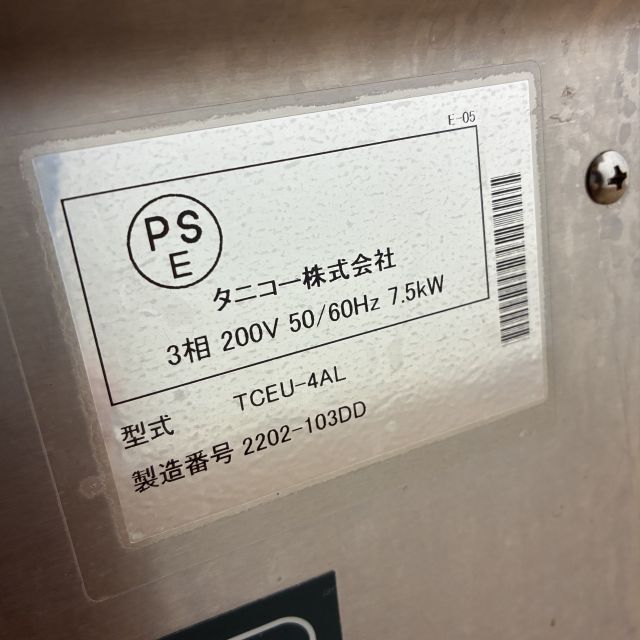 E-05
PS
E
タニコー株式会社
3相 200V 50/60Hz 7.5kW
型式 TCEU-4AL
製造番号 2202-103DD